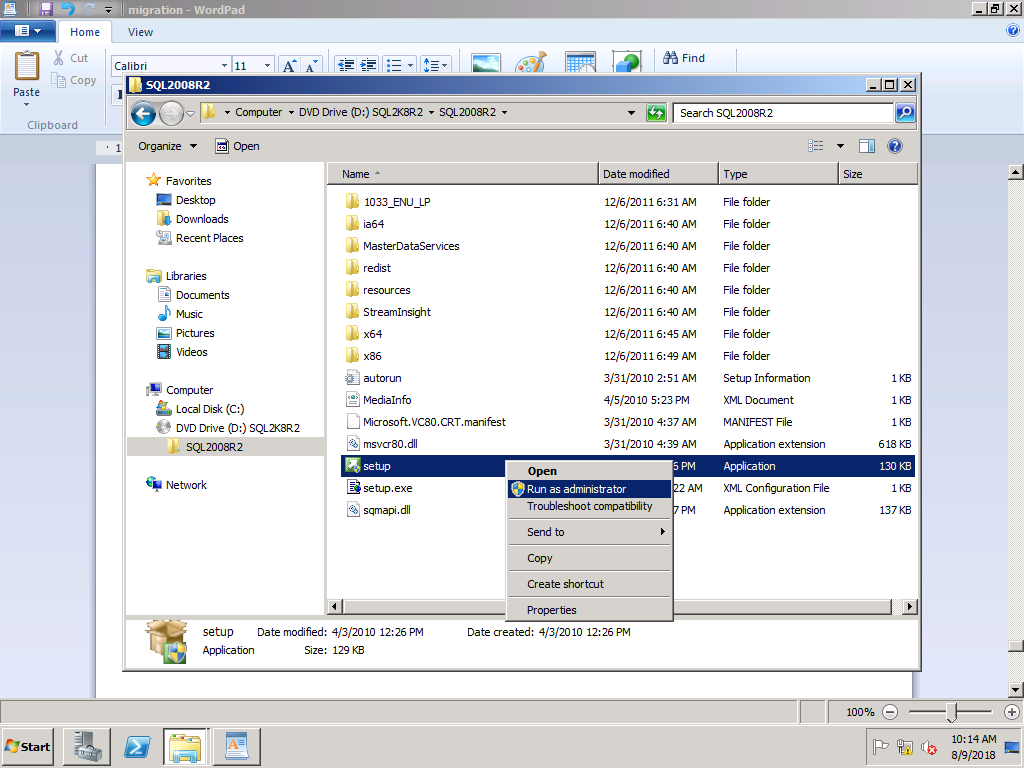 migration - WordPad
Home View
Paste
Cut
Copy
Clipboard
Calibri 11
Find
SQL2008R2
Computer DVD Drive (D:) SQL2K8R2 SQL2008R2
Search SQL2008R2
Organize Open
Name Date modified Type Size
Favorites
Desktop
Downloads
Recent Places
Libraries
Documents
Music
Pictures
Videos
Computer
Local Disk (C:)
DVD Drive (D:) SQL2K8R2
SQL2008R2
Network
1033_ENU_LP 12/6/2011 6:31 AM File folder
ia64 12/6/2011 6:40 AM File folder
MasterDataServices 12/6/2011 6:40 AM File folder
redist 12/6/2011 6:40 AM File folder
resources 12/6/2011 6:40 AM File folder
StreamInsight 12/6/2011 6:40 AM File folder
x64 12/6/2011 6:45 AM File folder
x86 12/6/2011 6:49 AM File folder
autorun 3/31/2010 2:51 AM Setup Information 1 KB
MediaInfo 4/5/2010 5:23 PM XML Document 1 KB
Microsoft.VC80.CRT.manifest 3/31/2010 4:37 AM MANIFEST File 1 KB
msvcr80.dll 3/31/2010 4:39 AM Application extension 618 KB
setup 6 PM Application 130 KB
setup.exe 22 AM XML Configuration File 1 KB
sqmapi.dll 7 PM Application extension 137 KB
Open
Run as administrator
Troubleshoot compatibility
Send to
Copy
Create shortcut
Properties
setup Date modified: 4/3/2010 12:26 PM Date created: 4/3/2010 12:26 PM
Application Size: 129 KB
100%
Start
10:14 AM
8/9/2018